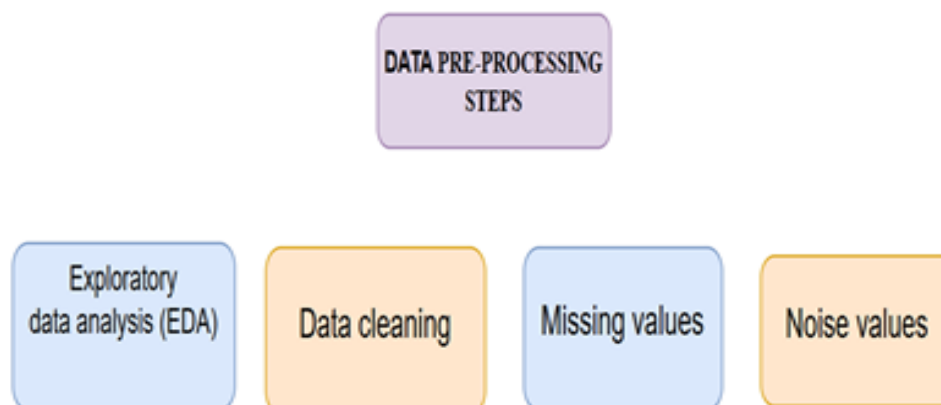 DATA PRE-PROCESSING
STEPS
Exploratory
data analysis (EDA)
Data cleaning
Missing values
Noise values